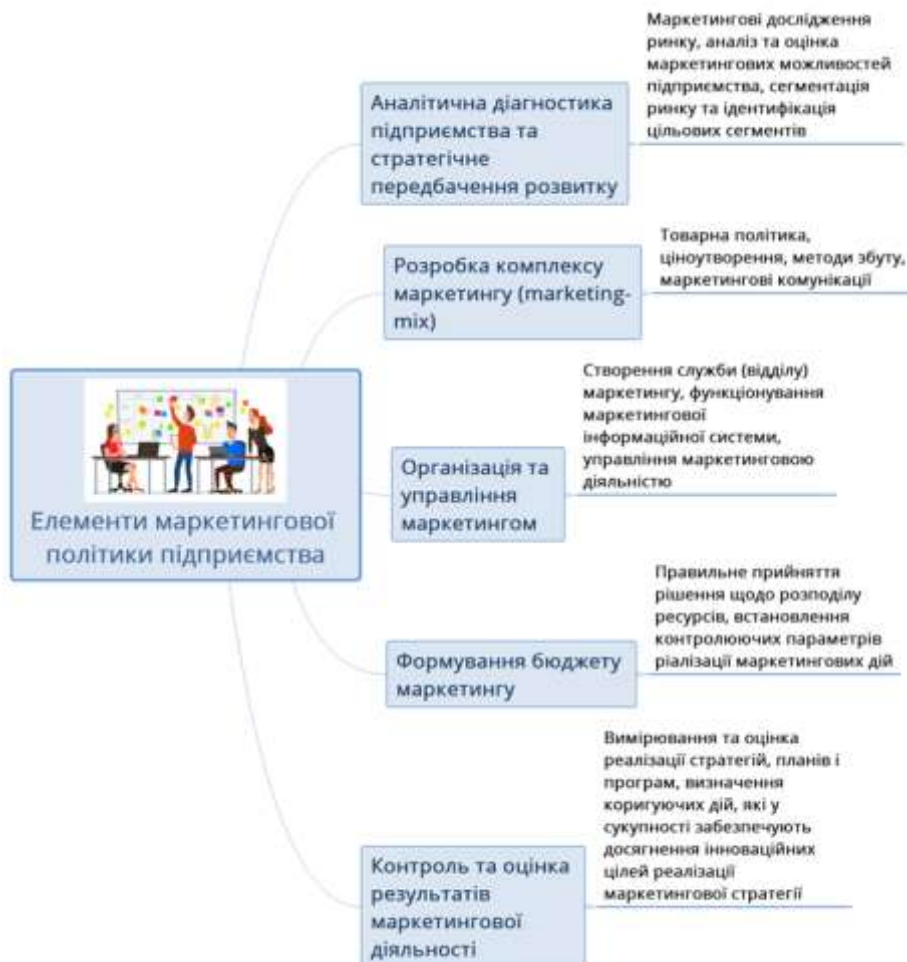 Маркетингові дослідження
ринку, аналіз та оцінка
маркетингових можливостей
підприємства, сегментація
ринку та ідентифікація
цільових сегментів
Аналітична діагностика
підприємства та
стратегічне
передбачення розвитку
Товарна політика,
ціноутворення, методи збуту,
маркетингові комунікації
Розробка комплексу
маркетингу (marketing-
mix)
Створення служби (відділу)
маркетингу, функціонування
маркетингової
інформаційної системи,
управління маркетинговою
діяльністю
Організація та
управління
маркетингом
Елементи маркетингової
політики підприємства
Правильне прийняття
рішення щодо розподілу
ресурсів, встановлення
контролюючих параметрів
ріалізації маркетингових дій
Формування бюджету
маркетингу
Вимірювання та оцінка
реалізації стратегій, планів і
програм, визначення
коригуючих дій, які у
сукупності забезпечують
досягнення інноваційних
цілей реалізації
маркетингової стратегії
Контроль та оцінка
результатів
маркетингової
діяльності